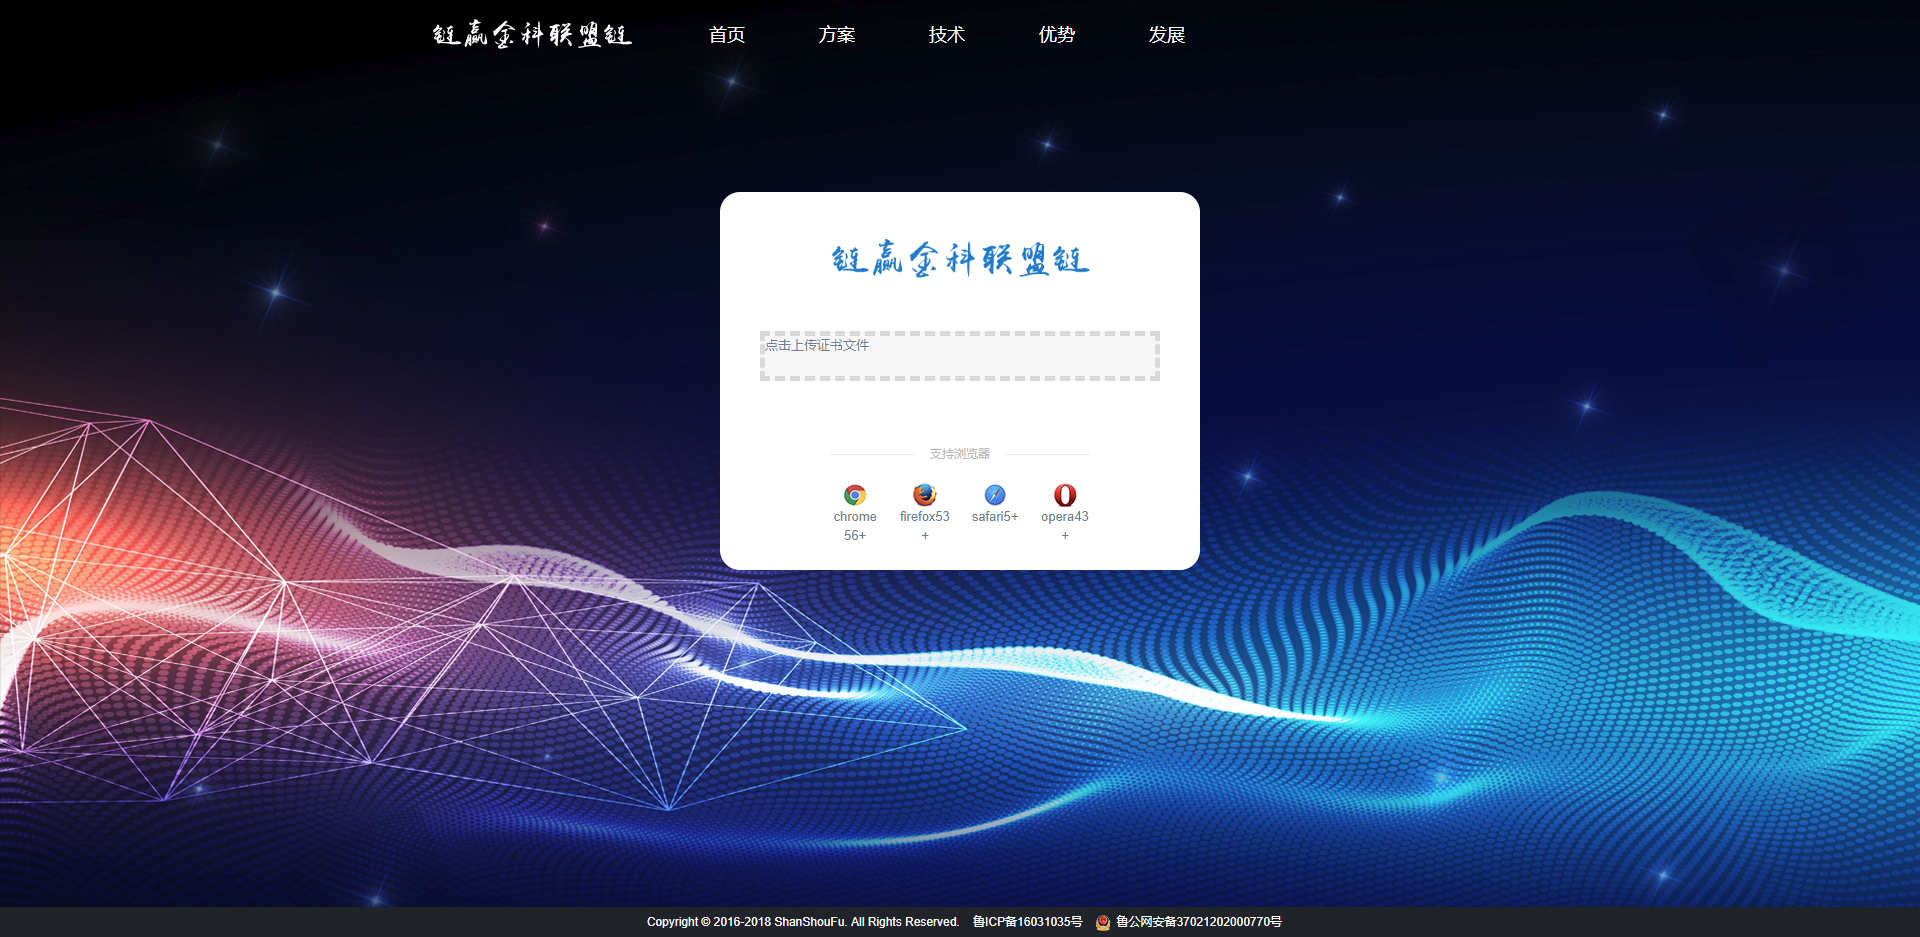 链赢金科联盟链 首页 方案 技术 优势 发展
链赢金科联盟链
点击上传证书文件
支持浏览器
chrome
56+
firefox53
+
safari5+
opera43
+
Copyright © 2016-2018 ShanShouFu. All Rights Reserved. 鲁ICP备16031035号 鲁公网安备37021202000770号